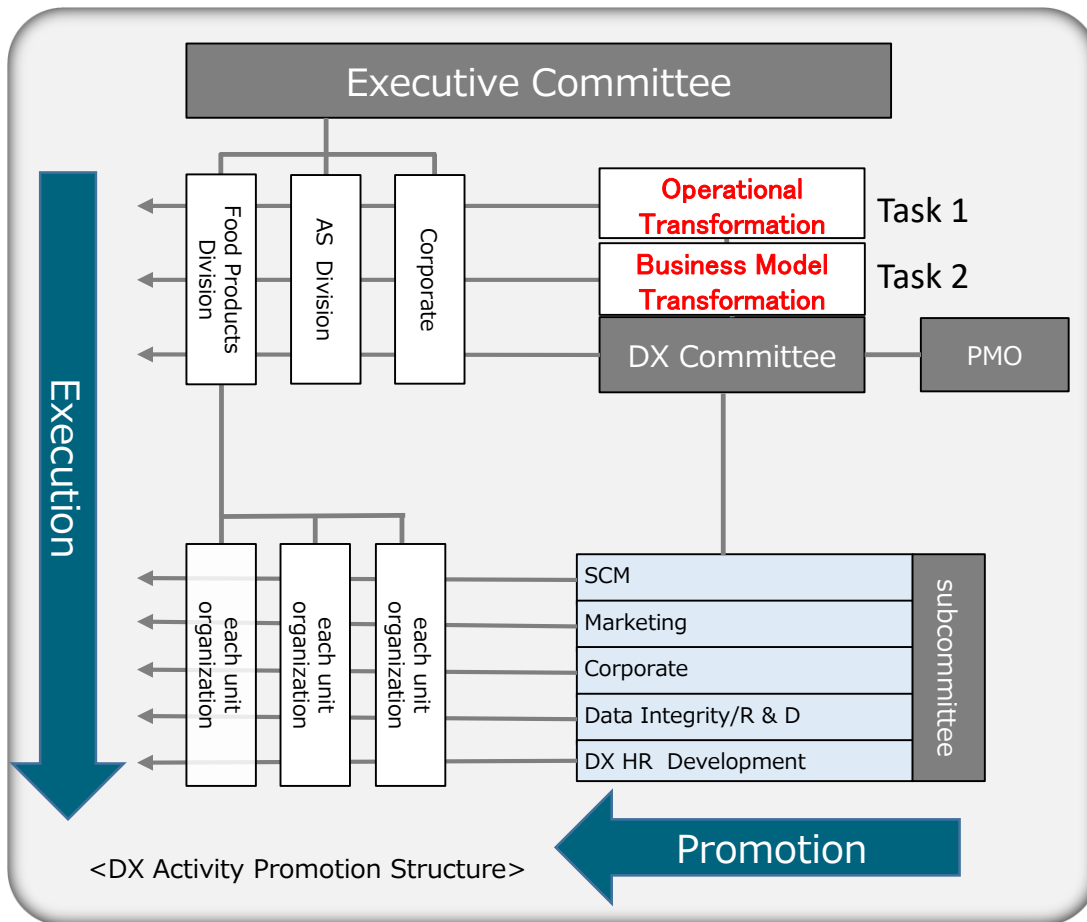 Executive Committee
Food Products
Division
AS Division
Corporate
Operational
Transformation
Task 1
Business Model
Transformation
Task 2
DX Committee
PMO
Execution
each unit
organization
each unit
organization
each unit
organization
SCM
Marketing
Corporate
Data Integrity/R & D
DX HR Development
subcommittee
Promotion
<DX Activity Promotion Structure>